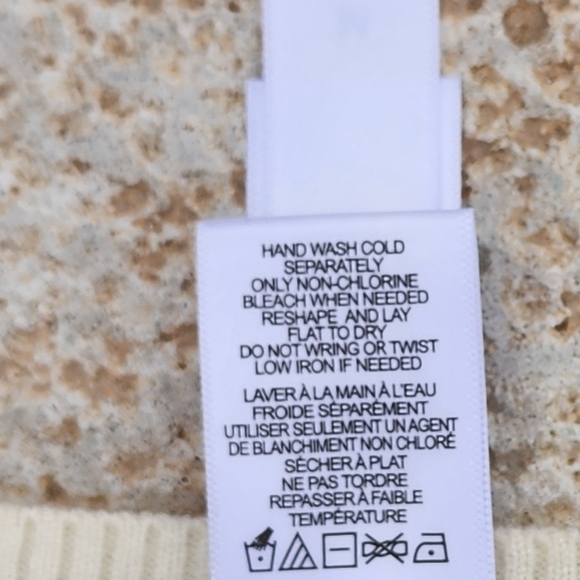 HAND WASH COLD
SEPARATELY
ONLY NON-CHLORINE
BLEACH WHEN NEEDED
RESHAPE AND LAY
FLAT TO DRY
DO NOT WRING OR TWIST
LOW IRON IF NEEDED
LAVER À LA MAIN À L'EAU
FROIDE SÉPARÉMENT
UTILISER SEULEMENT UN AGENT
DE BLANCHIMENT NON CHLORÉ
SÉCHER À PLAT
NE PAS TORDRE
REPASSER À FAIBLE
TEMPÉRATURE